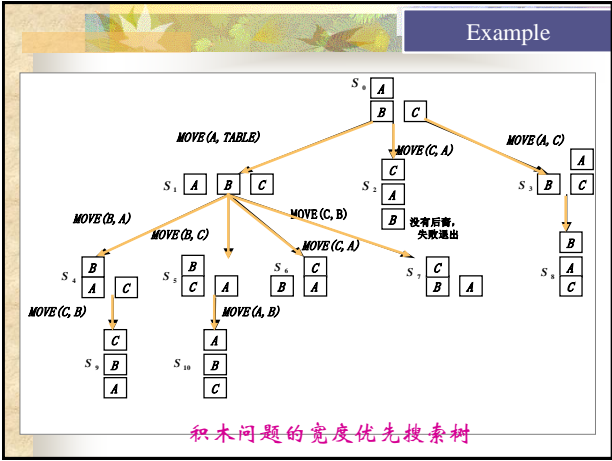 Example
S₀ A
B C
MOVE(A, TABLE)
MOVE(C, A)
MOVE(A, C)
S₁ A B C
S₂ C
A
B
没有后裔,
失败退出
A
S₃ B C
MOVE(B, A)
MOVE(B, C)
MOVE(C, A)
MOVE(C, B)
S₄ B
A C
S₅ B
C A
S₆ C
B A
S₇ C
B A
S₈ B
A
C
MOVE(C, B)
MOVE(A, B)
S₉ C
B
A
S₁₀ A
B
C
积木问题的宽度优先搜索树